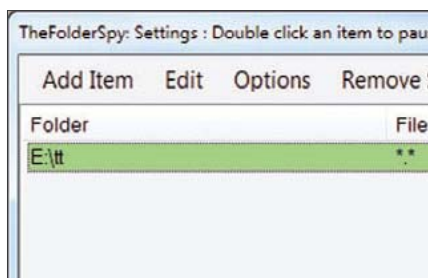 TheFolderSpy: Settings : Double click an item to pau
Add Item Edit Options Remove
Folder File
E:\tt *.*